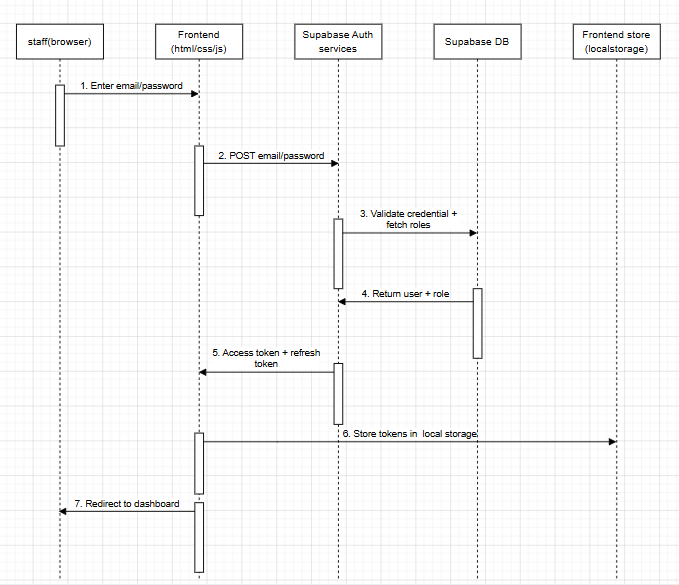 staff(browser)
Frontend
(html/css/js)
Supabase Auth
services
Supabase DB
Frontend store
(localstorage)
1. Enter email/password
2. POST email/password
3. Validate credential +
fetch roles
4. Return user + role
5. Access token + refresh
token
6. Store tokens in local storage
7. Redirect to dashboard